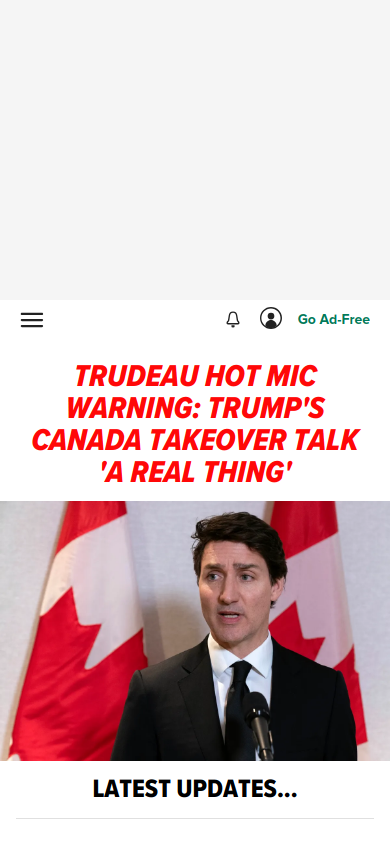 Go Ad-Free
TRUDEAU HOT MIC
WARNING: TRUMP'S
CANADA TAKEOVER TALK
'A REAL THING'
LATEST UPDATES...